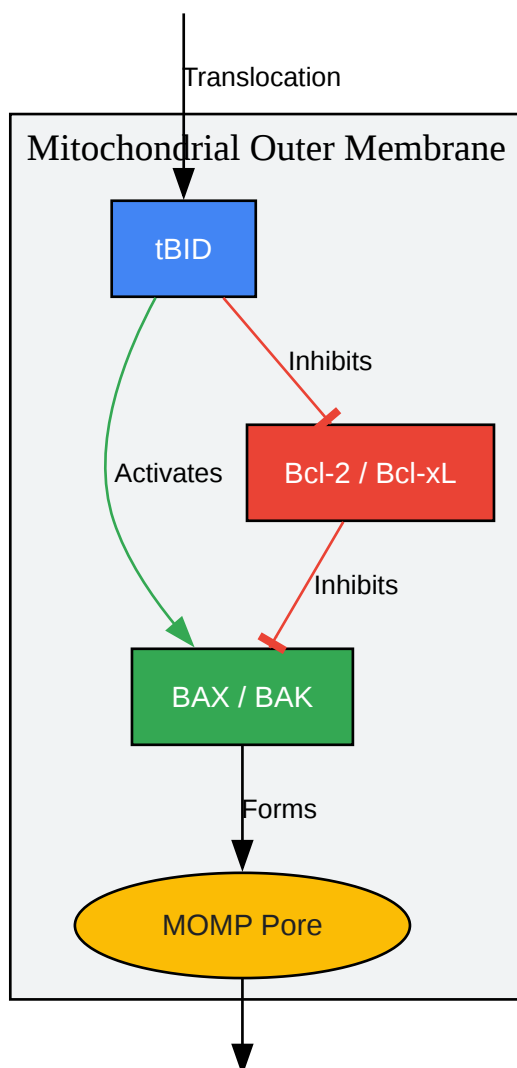 Translocation
Mitochondrial Outer Membrane
tBID
Inhibits
Bcl-2 / Bcl-xL
Activates
Inhibits
BAX / BAK
Forms
MOMP Pore